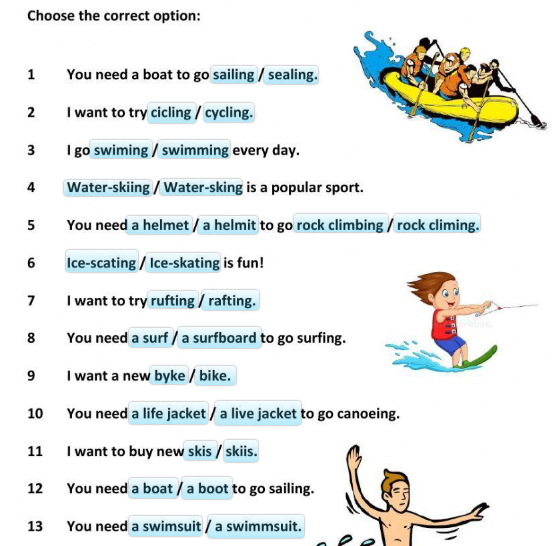 Choose the correct option:
1 You need a boat to go sailing / sealing.
2 I want to try cicling / cycling.
3 I go swiming / swimming every day.
4 Water-skiing / Water-sking is a popular sport.
5 You need a helmet / a helmit to go rock climbing / rock climing.
6 Ice-scating / Ice-skating is fun!
7 I want to try rufting / rafting.
8 You need a surf / a surfboard to go surfing.
9 I want a new byke / bike.
10 You need a life jacket / a live jacket to go canoeing.
11 I want to buy new skis / skiis.
12 You need a boat / a boot to go sailing.
13 You need a swimsuit / a swimmsuit.